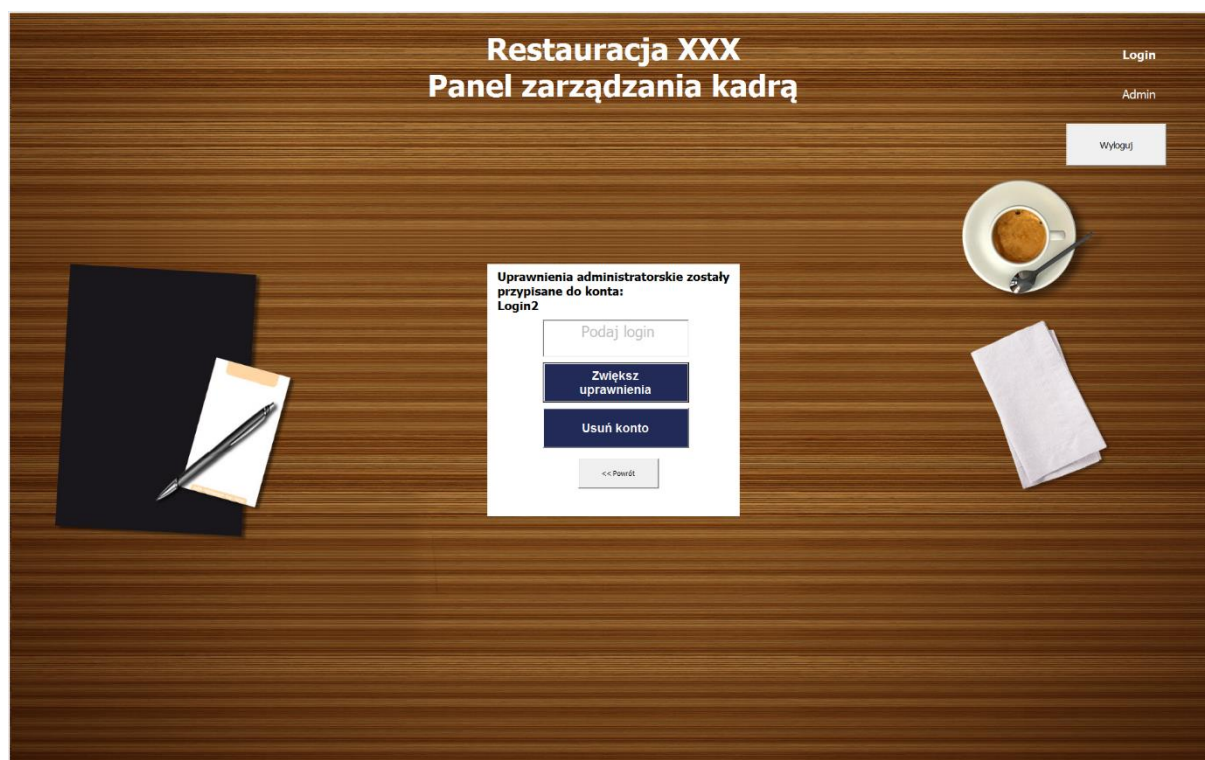 Restauracja XXX
Panel zarządzania kadrą
Login
Admin
Wyloguj
Uprawnienia administratorskie zostały
przypisane do konta:
Login2
Podaj login
Zwiększ
uprawnienia
Usuń konto
<< Powrót